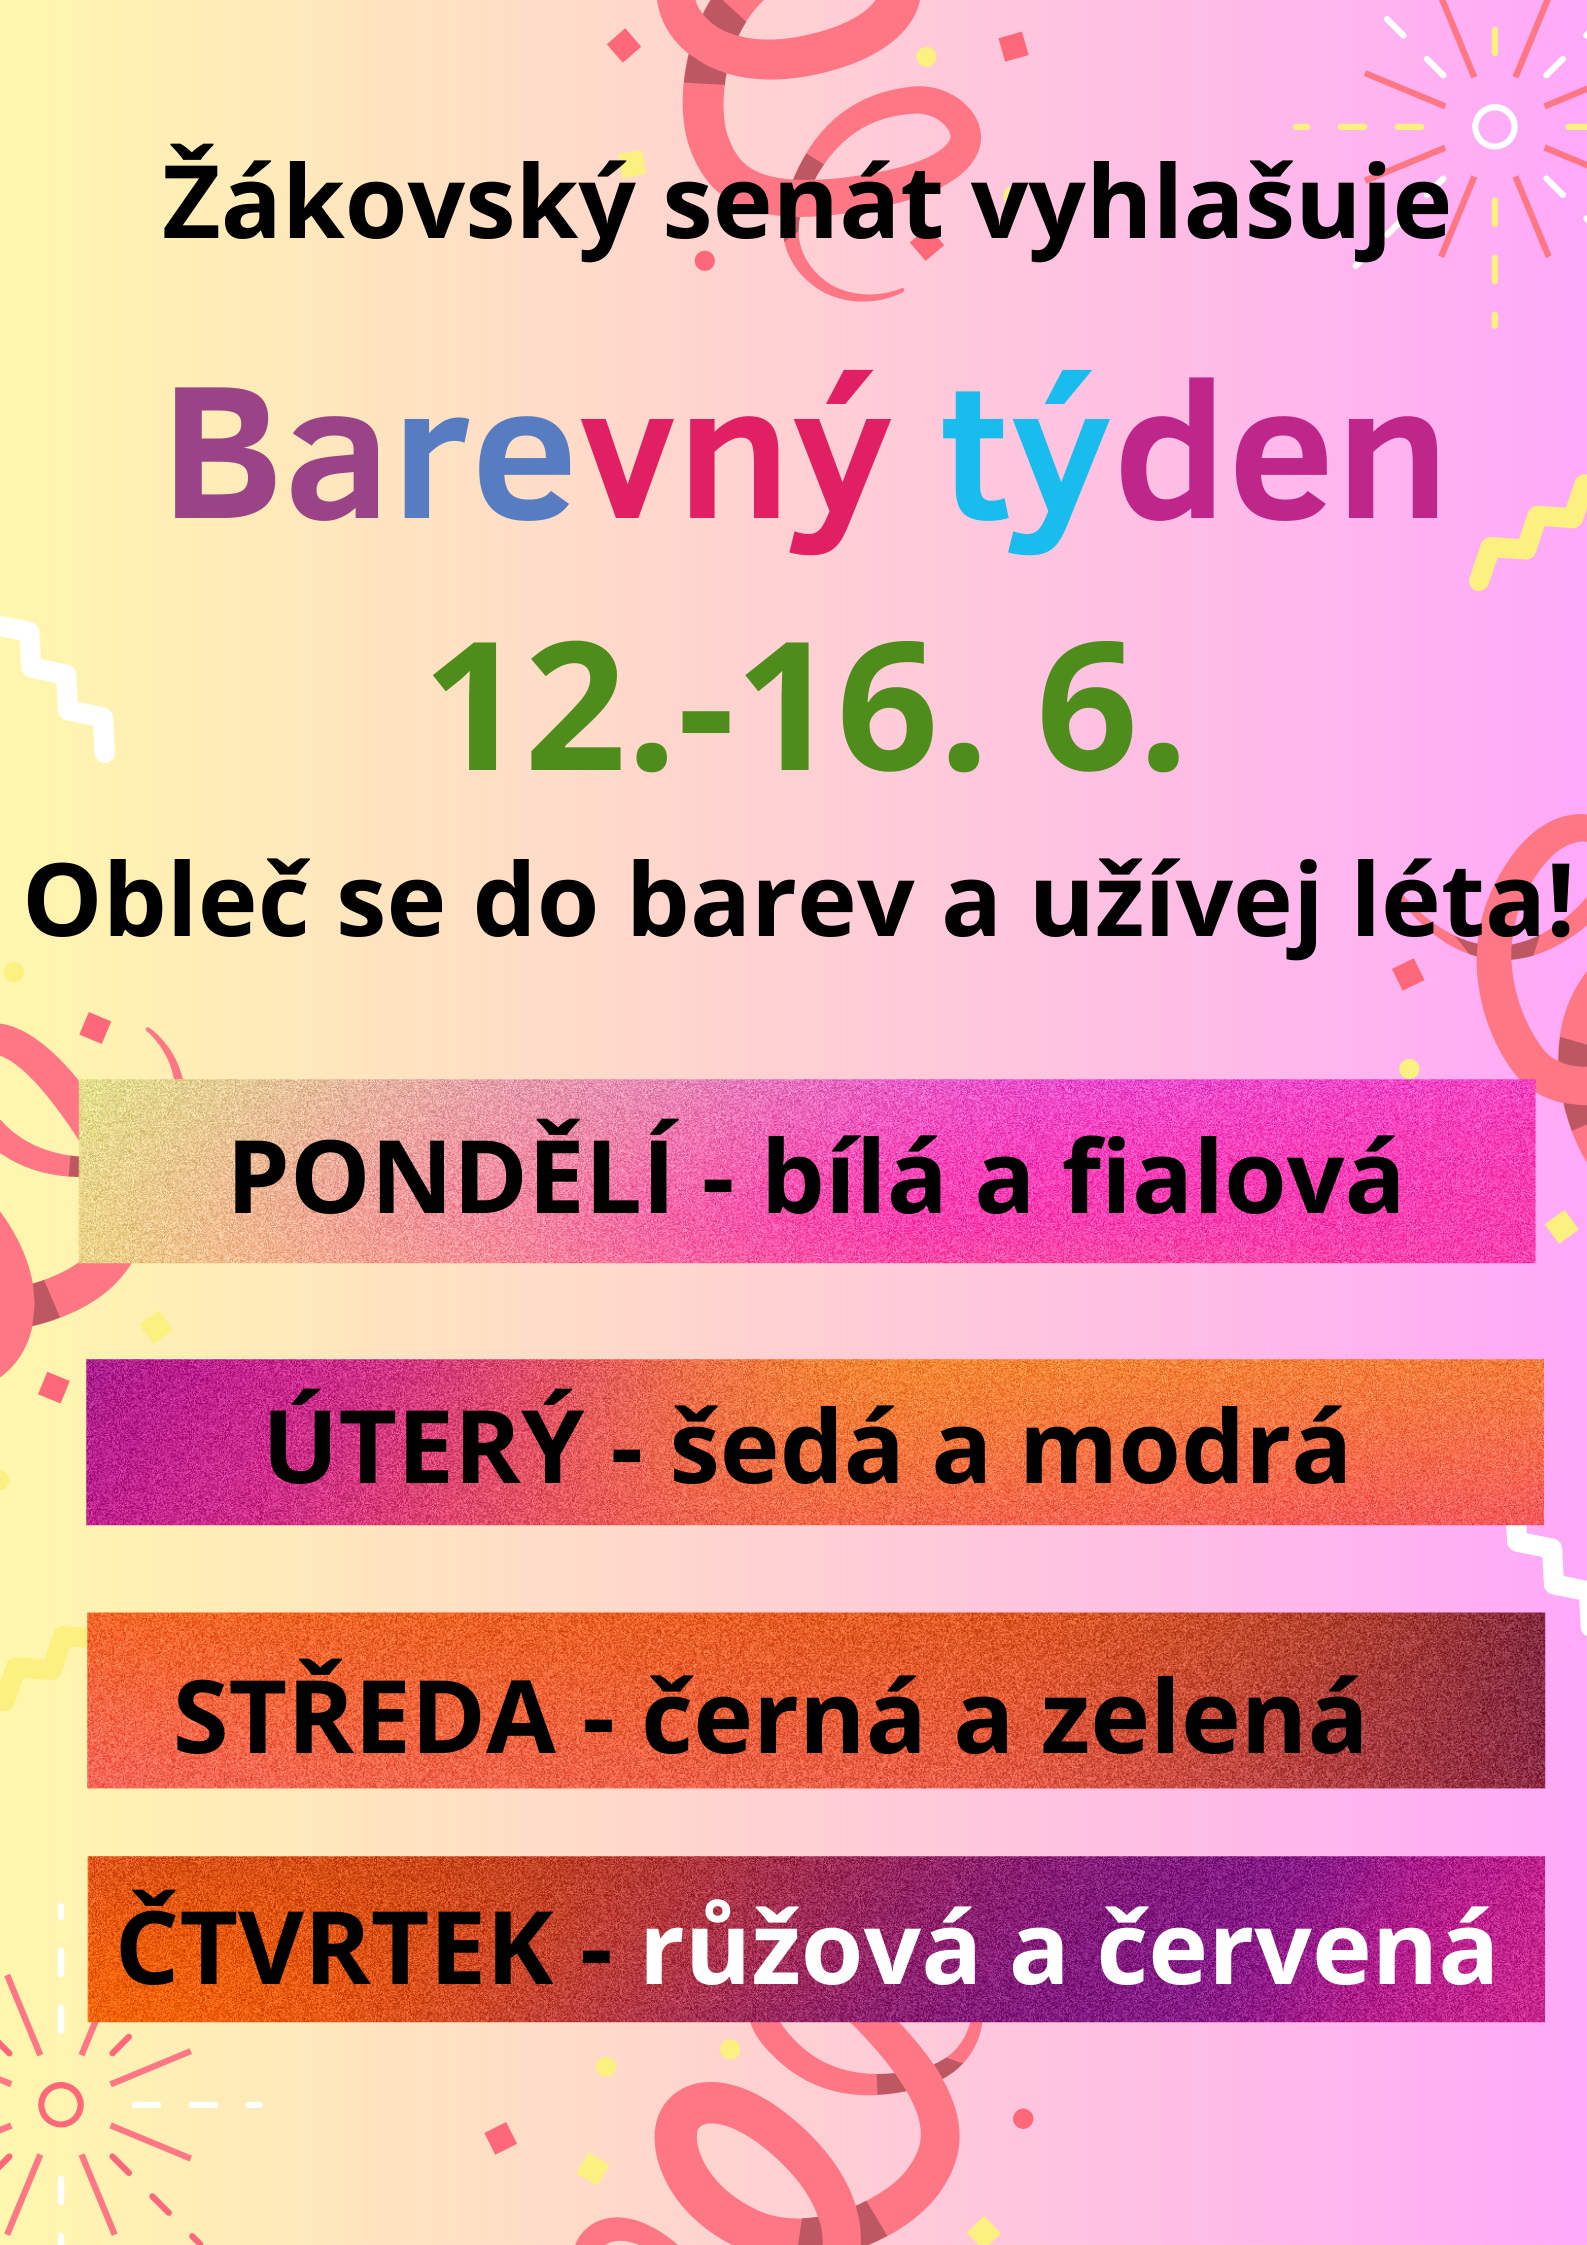 Žákovský senát vyhlašuje
Barevný týden
12.-16. 6.
Obleč se do barev a užívej léta!
PONDĚLÍ - bílá a fialová
ÚTERÝ - šedá a modrá
STŘEDA - černá a zelená
ČTVRTEK - růžová a červená